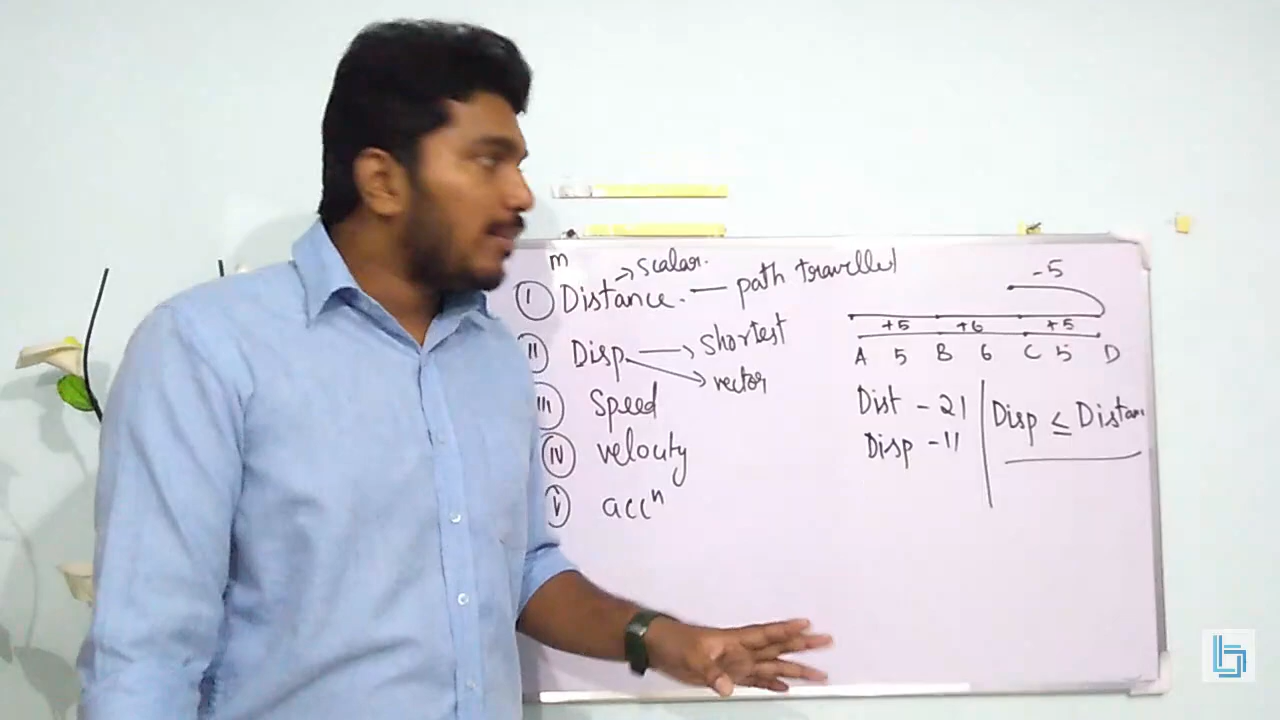 m
→ scalar.
I Distance. — path travelled
II Disp → shortest
→ vector
III Speed
IV velocity
V accⁿ
-5
+5 +6 +5
A 5 B 6 C 5 D
Dist - 21
Disp - 11
Disp ≤ Distan